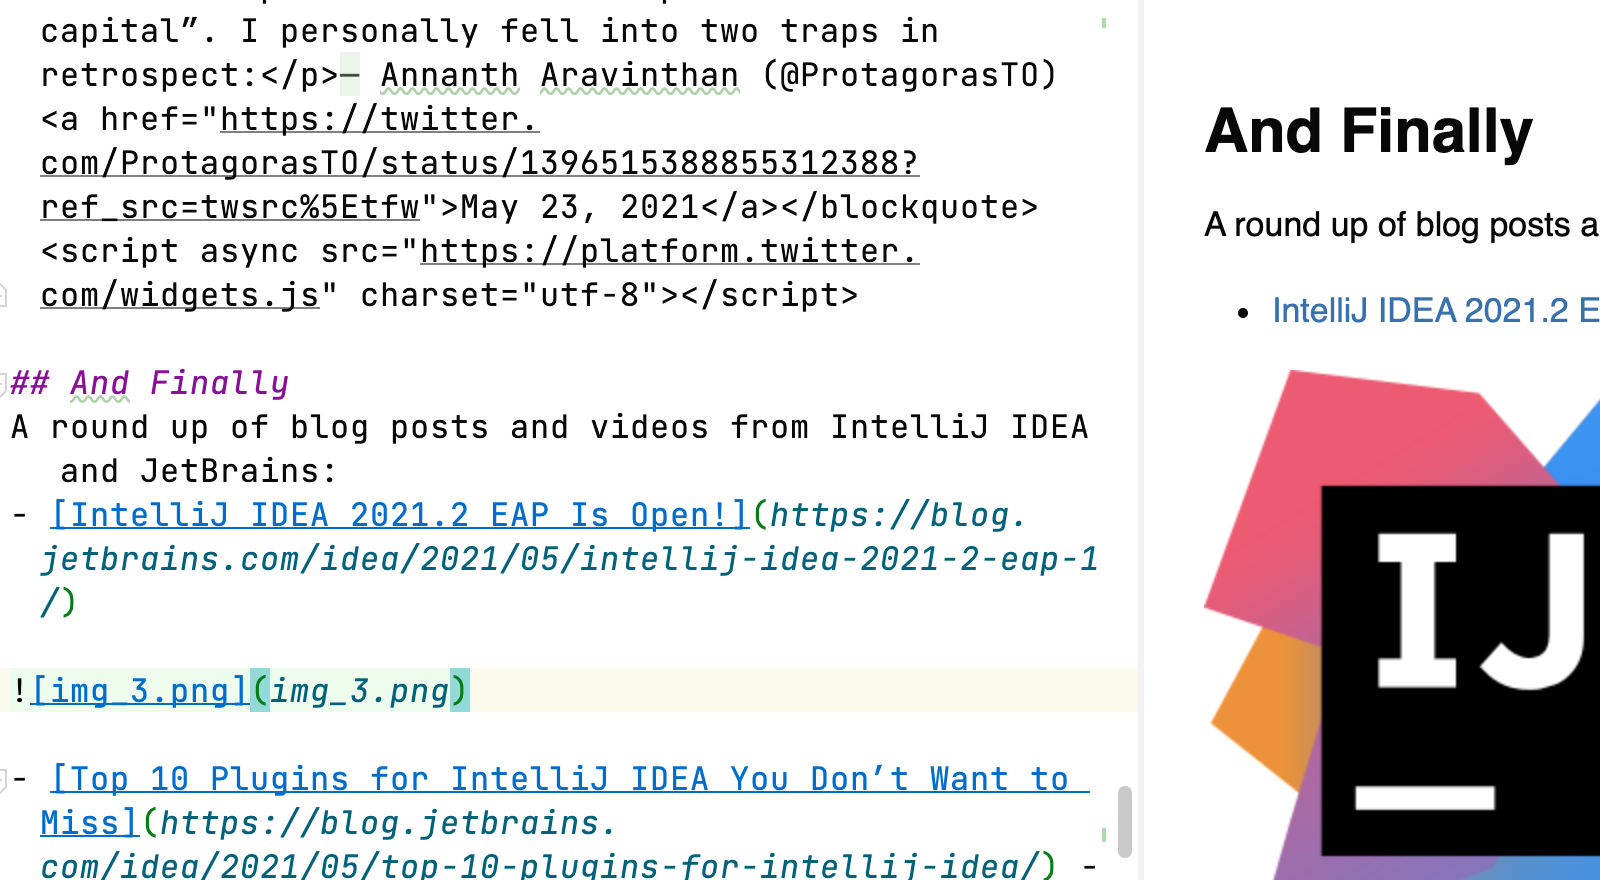 capital”. I personally fell into two traps in
retrospect:</p>— Annanth Aravinthan (@ProtagorasTO)
<a href="https://twitter.
com/ProtagorasTO/status/1396515388855312388?
ref_src=twsrc%5Etfw">May 23, 2021</a></blockquote>
<script async src="https://platform.twitter.
com/widgets.js" charset="utf-8"></script>
## And Finally
A round up of blog posts and videos from IntelliJ IDEA
and JetBrains:
- [IntelliJ IDEA 2021.2 EAP Is Open!](https://blog.
jetbrains.com/idea/2021/05/intellij-idea-2021-2-eap-1
/)
![img_3.png](img_3.png)
- [Top 10 Plugins for IntelliJ IDEA You Don’t Want to
Miss](https://blog.jetbrains.
com/idea/2021/05/top-10-plugins-for-intellij-idea/) -
And Finally
A round up of blog posts a
• IntelliJ IDEA 2021.2 E
IJ